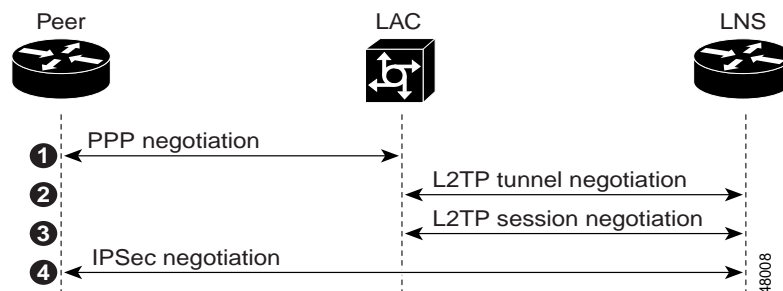 Peer
LAC
LNS
1 PPP negotiation
2 L2TP tunnel negotiation
3 L2TP session negotiation
4 IPSec negotiation
48008